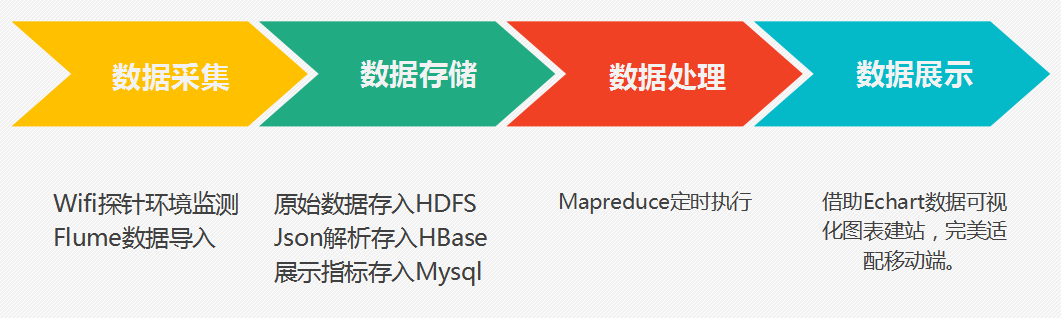 数据采集
数据存储
数据处理
数据展示
Wifi探针环境监测
Flume数据导入
原始数据存入HDFS
Json解析存入HBase
展示指标存入Mysql
Mapreduce定时执行
借助Echart数据可视
化图表建站，完美适
配移动端。